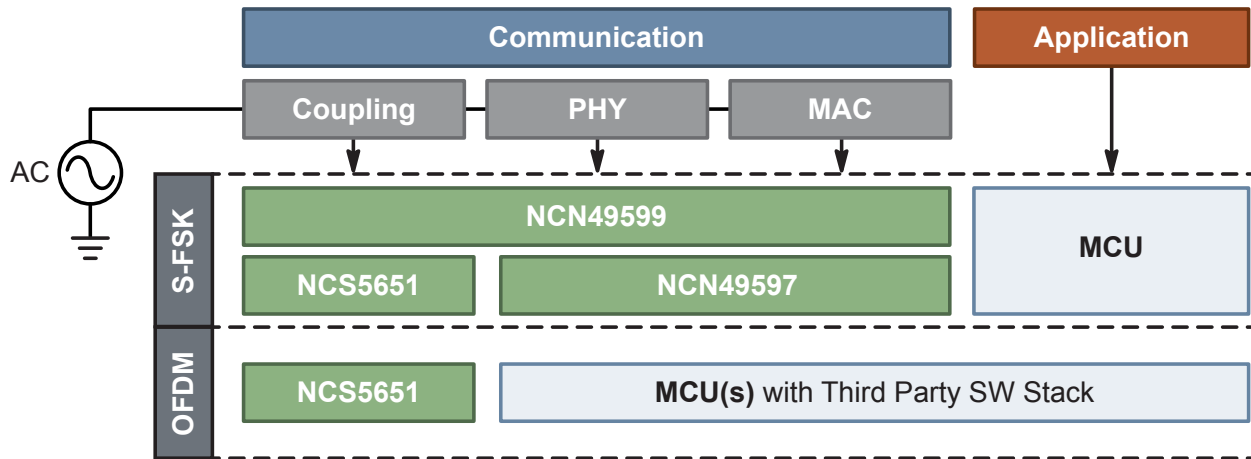 Communication
Application
Coupling
PHY
MAC
AC
S-FSK
NCN49599
MCU
NCS5651
NCN49597
OFDM
NCS5651
MCU(s) with Third Party SW Stack